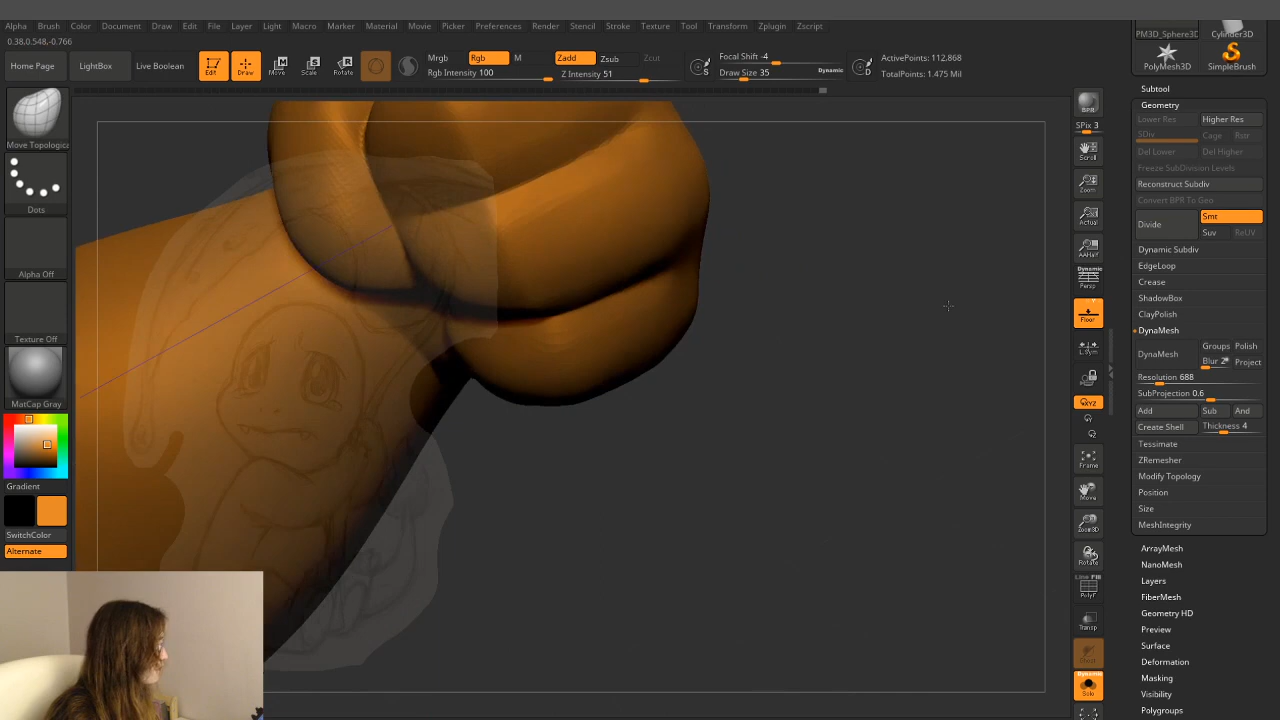 Alpha Brush Color Document Draw Edit File Layer Light Macro Marker Material Movie Picker Preferences Render Stencil Stroke Texture Tool Transform Zplugin Zscript
0.38,0.548,-0.766
Home Page LightBox Live Boolean Edit Draw Move Scale Rotate
Mrgb Rgb M Zadd Zsub Zcut
Rgb Intensity 100 Z Intensity 51
Focal Shift -4
Draw Size 35 Dynamic
ActivePoints: 112,868
TotalPoints: 1.475 Mil
S D
Move Topologica
Dots
Alpha Off
Texture Off
MatCap Gray
Gradient
SwitchColor
Alternate
BPR
SPix 3
Scroll
Zoom
Actual
AAHalf
Dynamic
Persp
Floor
L.Sym
XYZ
Frame
Move
Zoom3D
Rotate
Line Fill
PolyF
Transp
Ghost
Dynamic
Solo
PM3D_Sphere3D Cylinder3D
PolyMesh3D SimpleBrush
Subtool
Geometry
Lower Res Higher Res
SDiv Cage Rstr
Del Lower Del Higher
Freeze SubDivision Levels
Reconstruct Subdiv
Convert BPR To Geo
Divide Smt
Suv ReUV
Dynamic Subdiv
EdgeLoop
Crease
ShadowBox
ClayPolish
DynaMesh
DynaMesh Groups Polish
Blur 2 Project
Resolution 688
SubProjection 0.6
Add Sub And
Create Shell Thickness 4
Tessimate
ZRemesher
Modify Topology
Position
Size
MeshIntegrity
ArrayMesh
NanoMesh
Layers
FiberMesh
Geometry HD
Preview
Surface
Deformation
Masking
Visibility
Polygroups